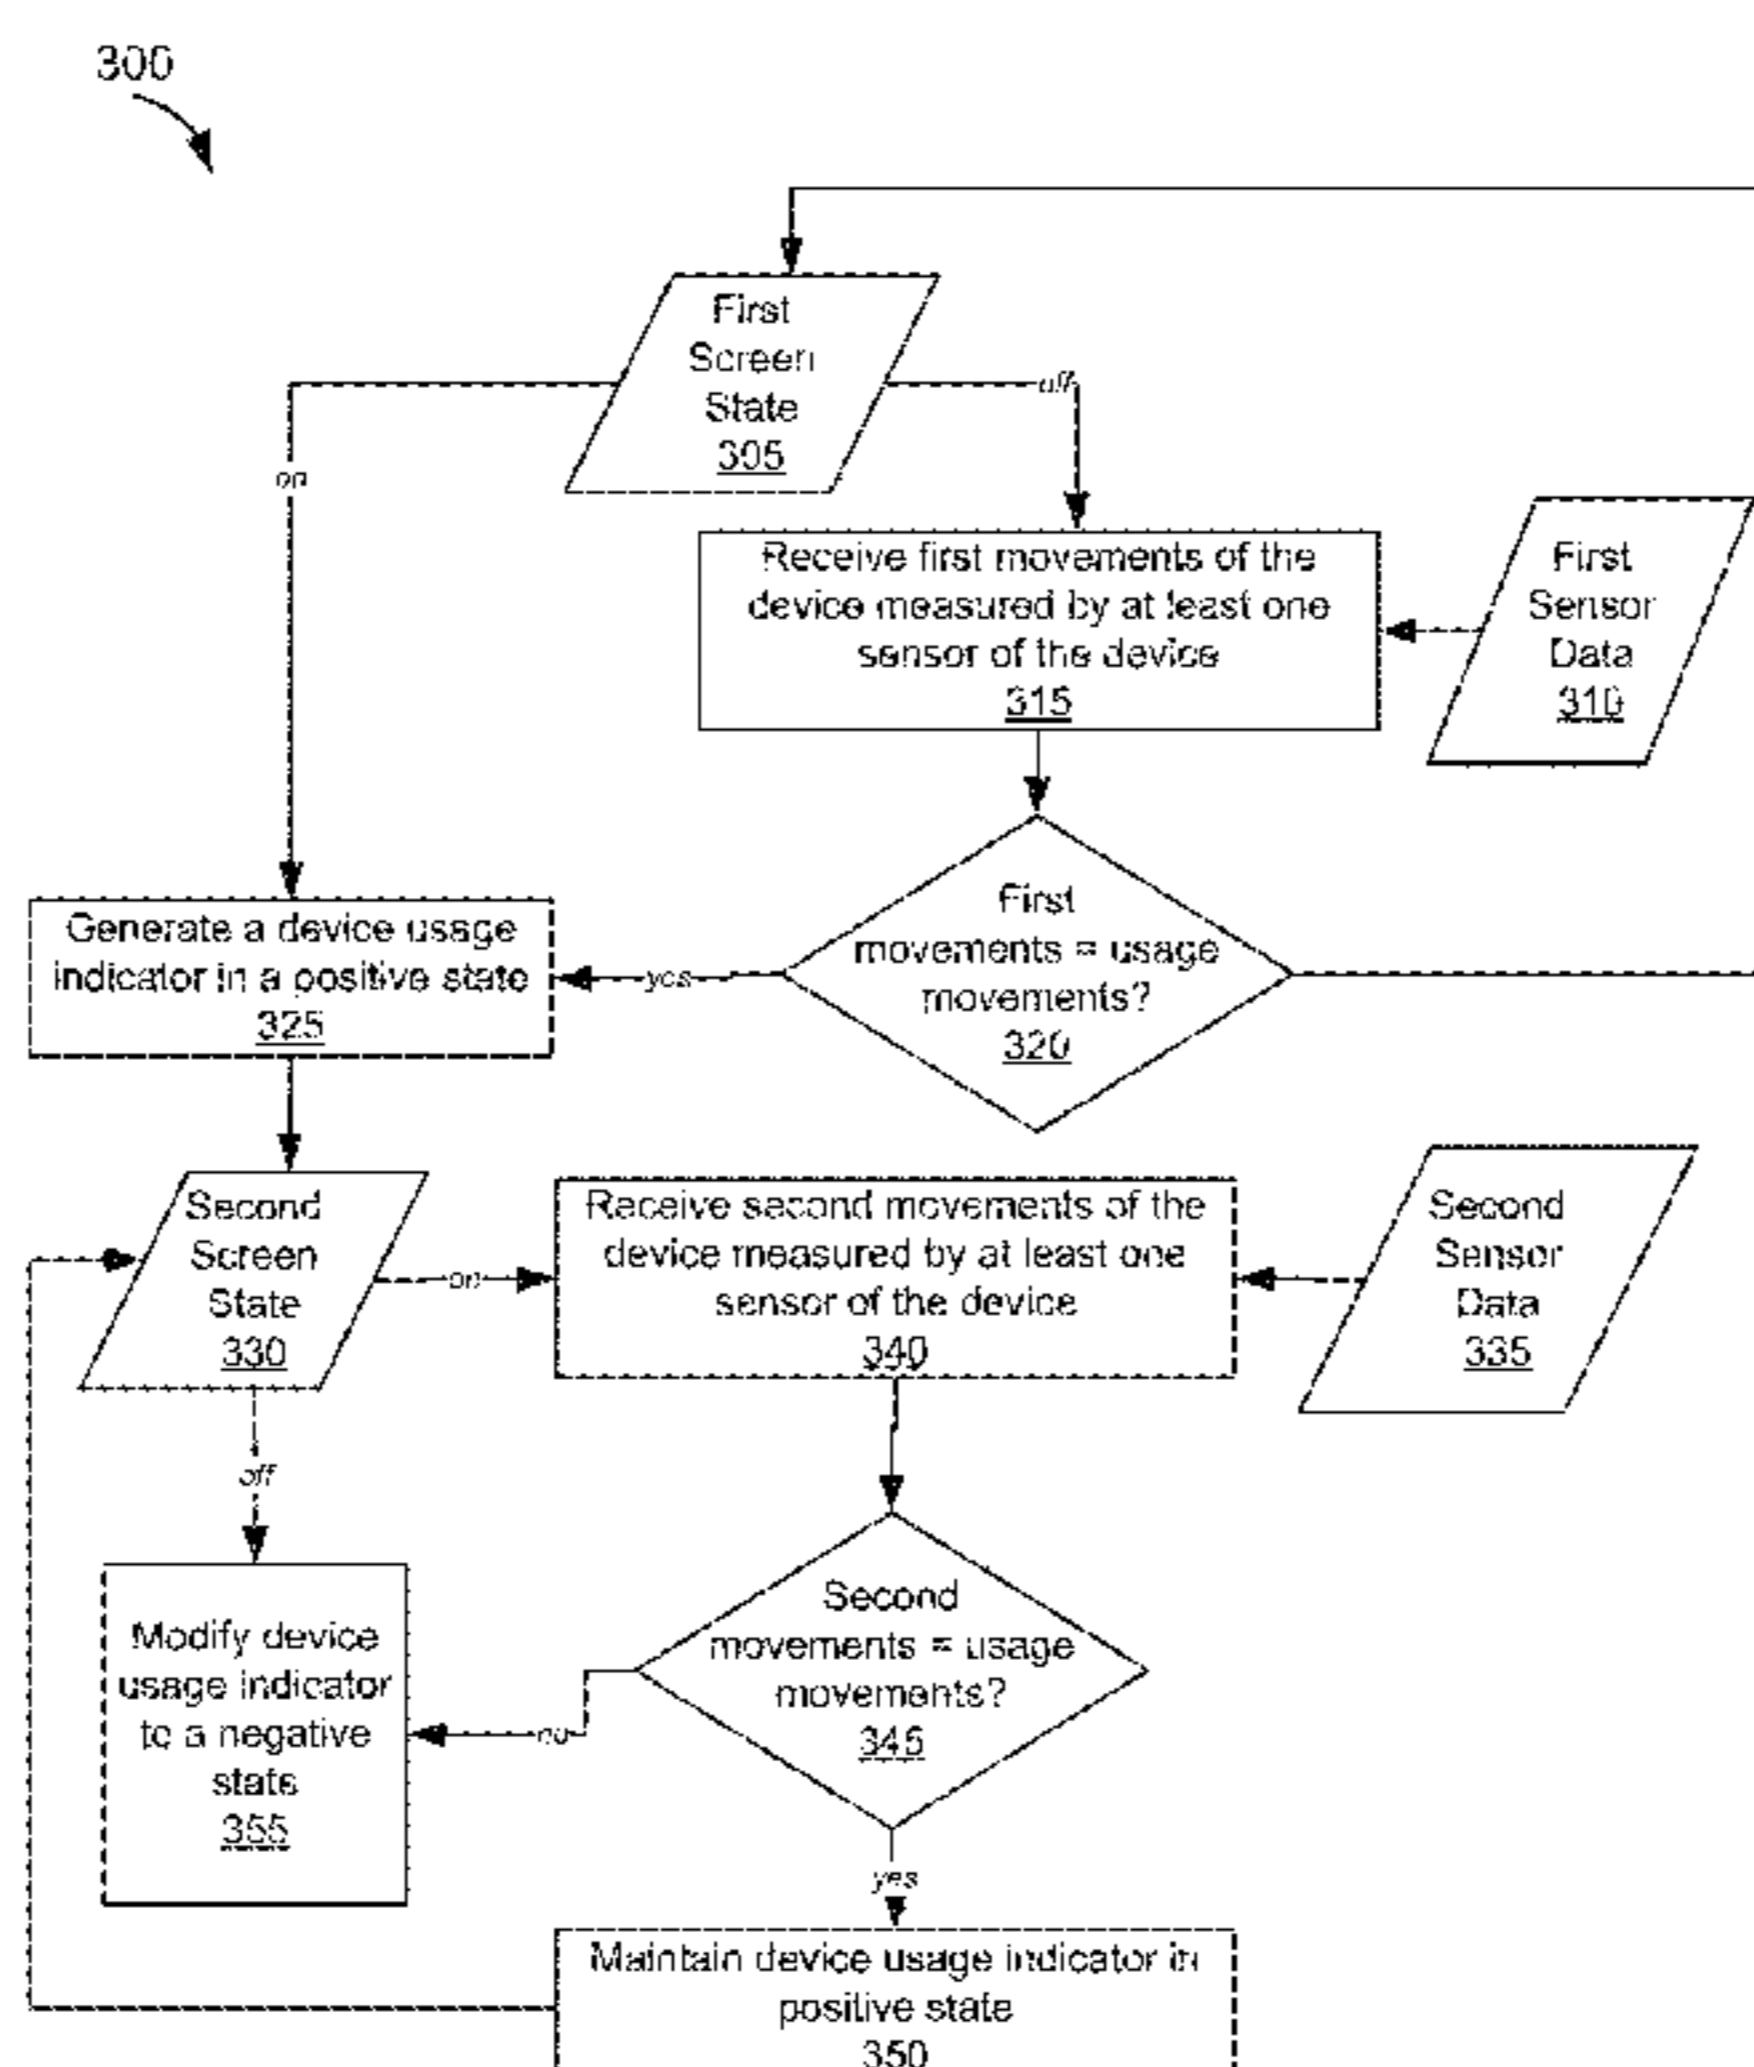 300
First
Screen
State
305
off
on
Receive first movements of the
device measured by at least one
sensor of the device
315
First
Sensor
Data
310
First
movements = usage
movements?
320
yes
Generate a device usage
indicator in a positive state
325
Second
Screen
State
330
on
Receive second movements of the
device measured by at least one
sensor of the device
340
Second
Sensor
Data
335
off
Second
movements = usage
movements?
345
no
Modify device
usage indicator
to a negative
state
355
yes
Maintain device usage indicator in
positive state
350